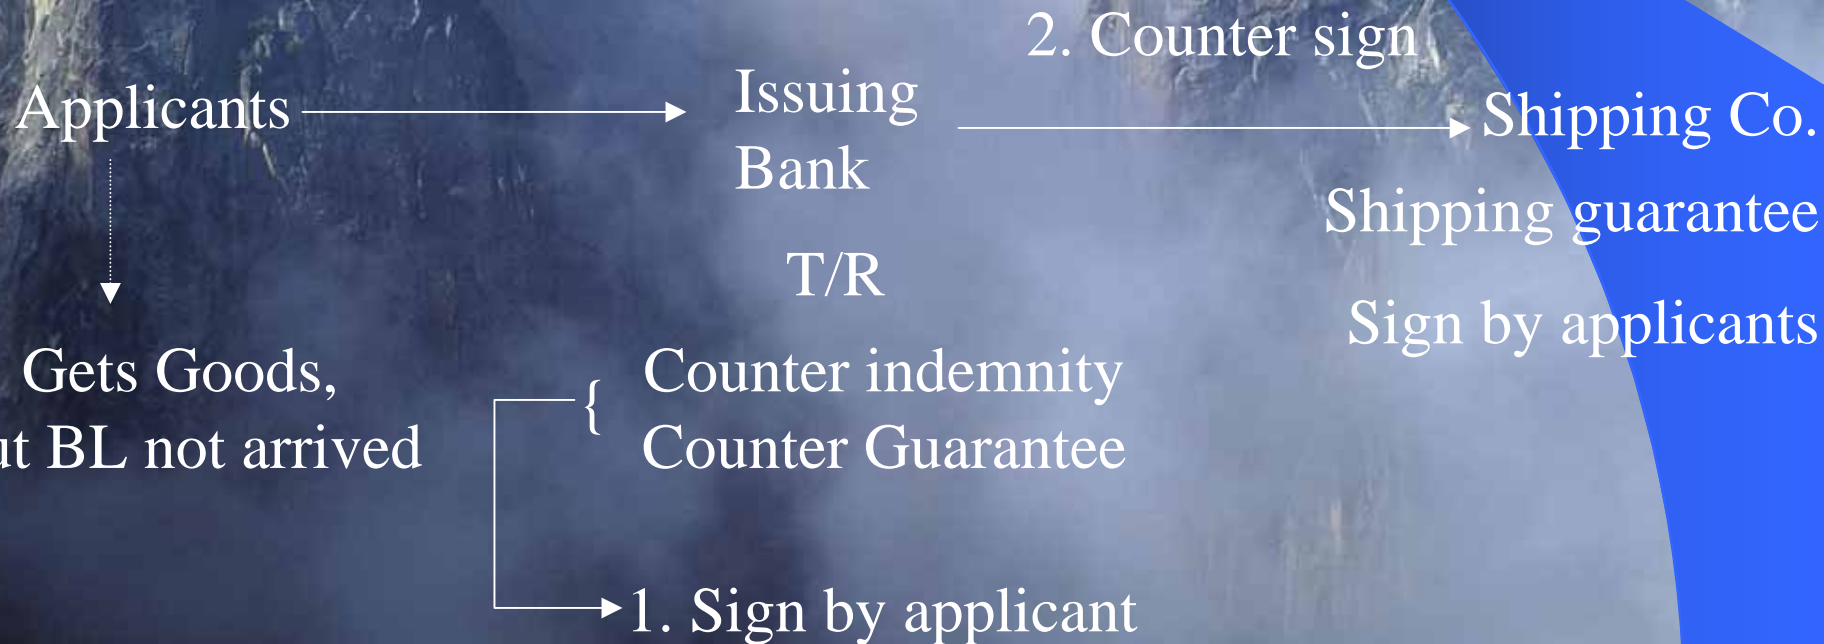 2. Counter sign
Applicants
Issuing
Bank
Shipping Co.
Shipping guarantee
T/R
Sign by applicants
Gets Goods,
BL not arrived
{
Counter indemnity
Counter Guarantee
1. Sign by applicant